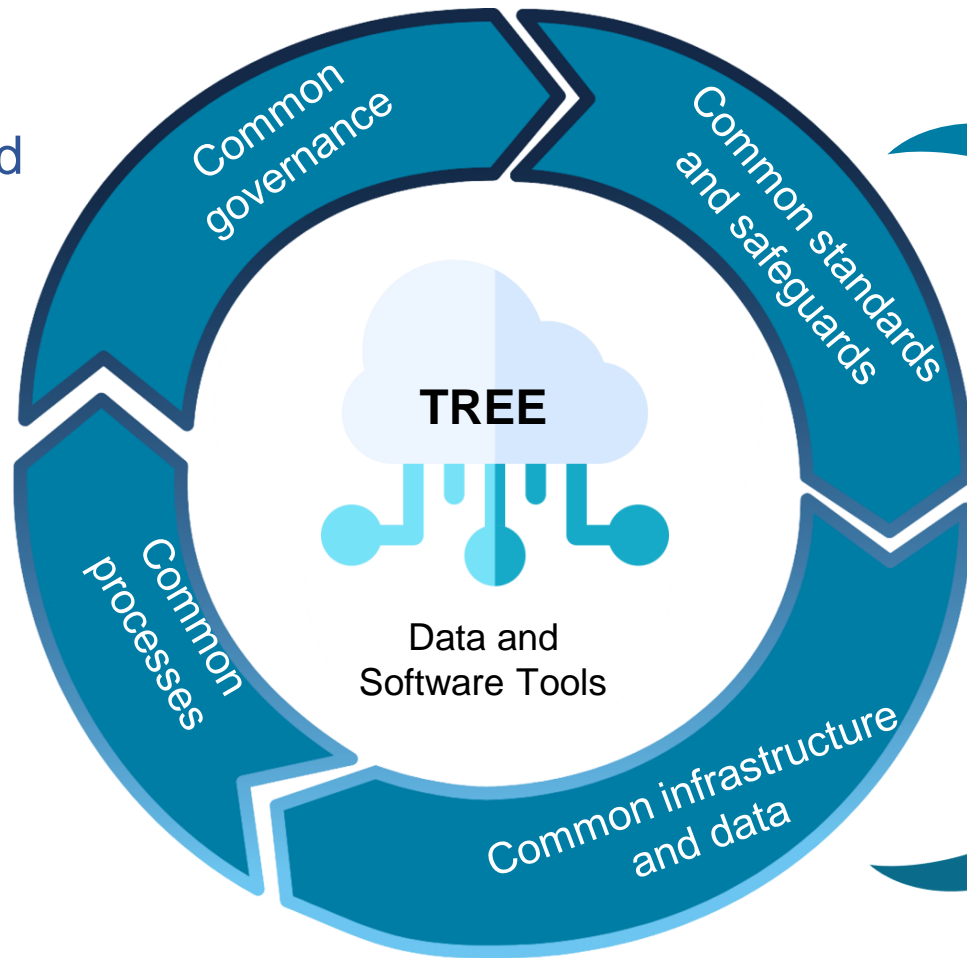 d
Common
governance
Common standards
and safeguards
TREE
Data and
Software Tools
Common
processes
Common infrastructure
and data